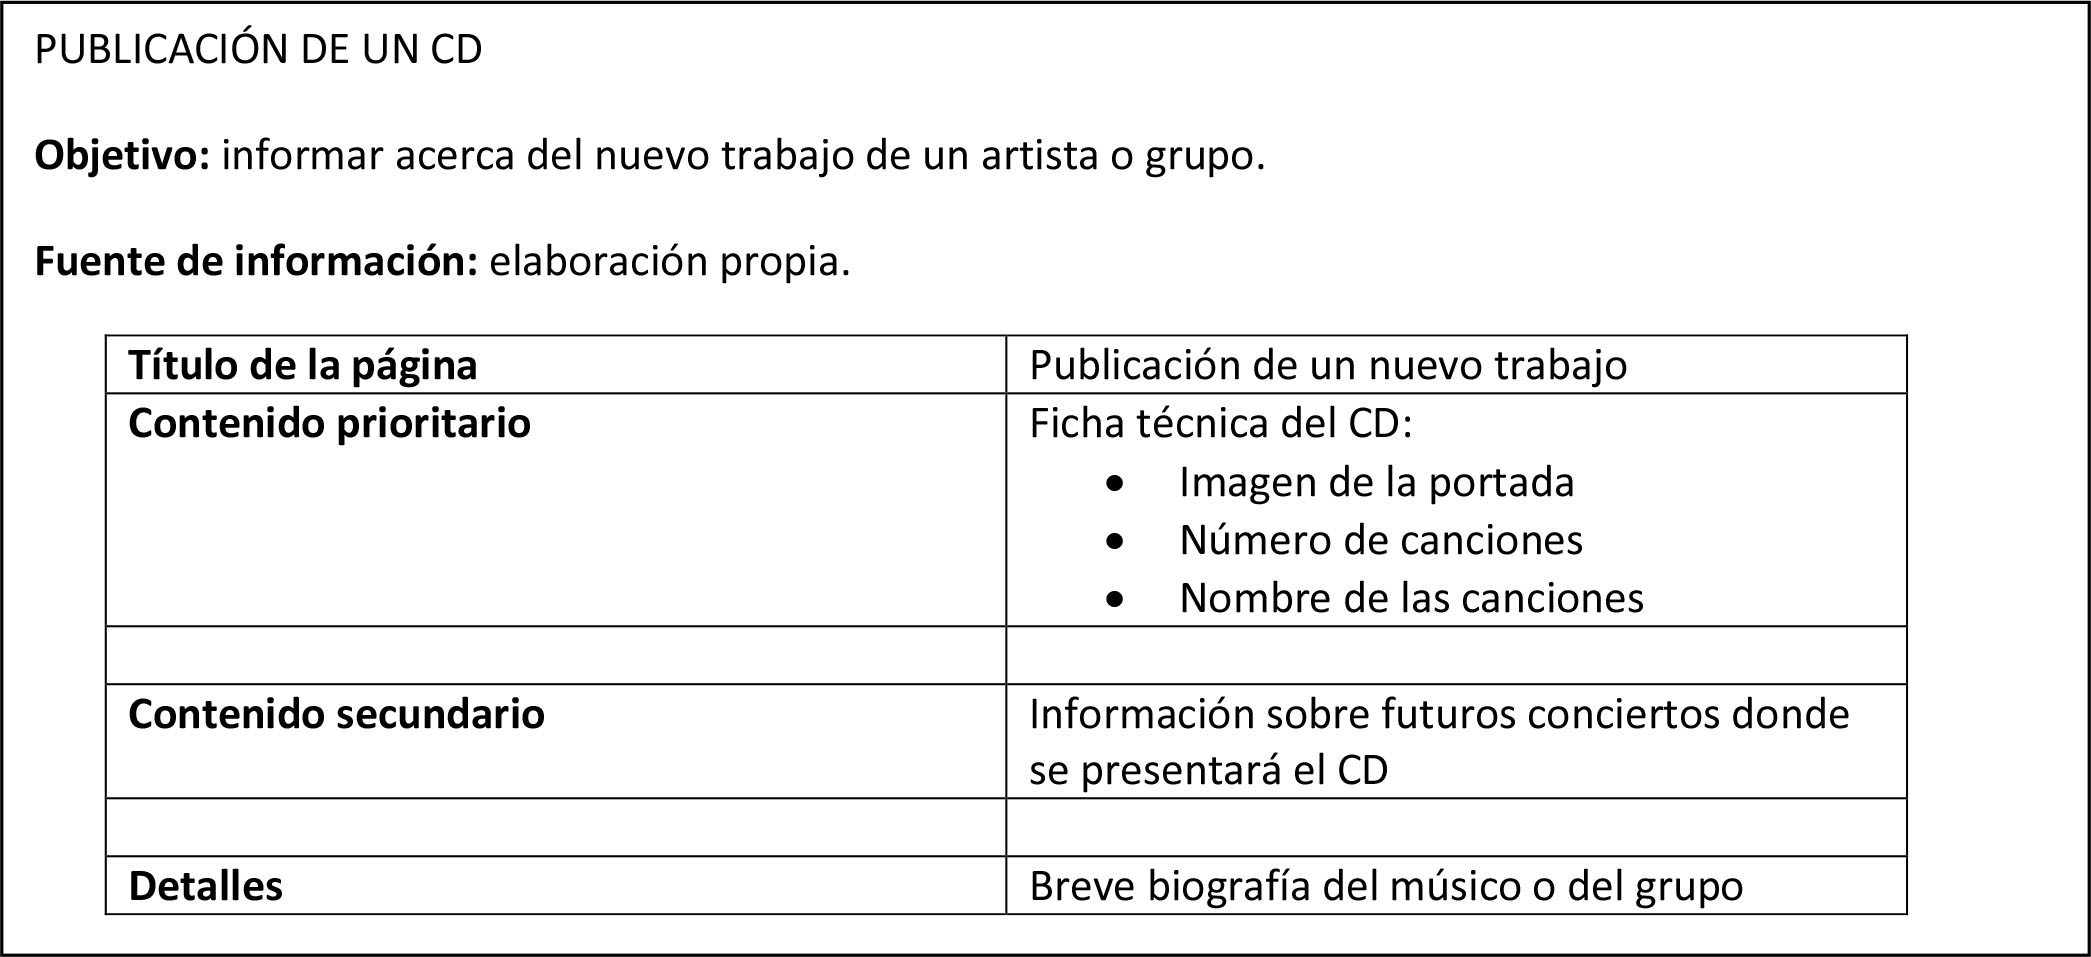 PUBLICACIÓN DE UN CD
Objetivo: informar acerca del nuevo trabajo de un artista o grupo.
Fuente de información: elaboración propia.
Título de la página
Publicación de un nuevo trabajo
Contenido prioritario
Ficha técnica del CD:
• Imagen de la portada
• Número de canciones
• Nombre de las canciones
Contenido secundario
Información sobre futuros conciertos donde
se presentará el CD
Detalles
Breve biografía del músico o del grupo